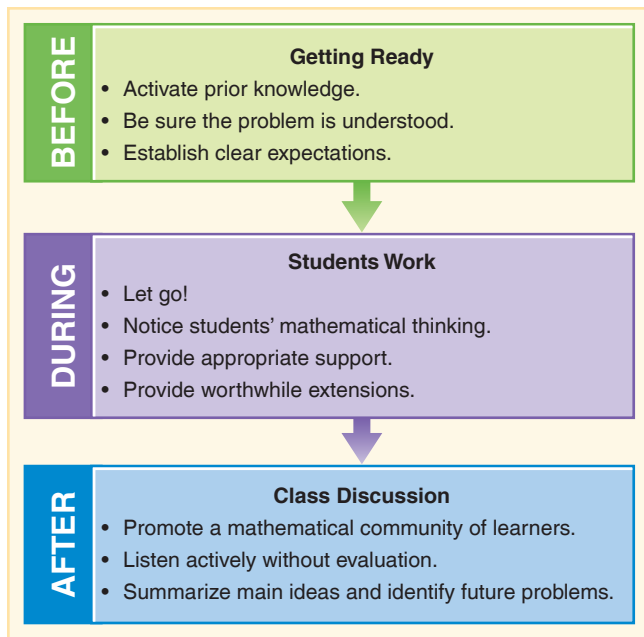 BEFORE
Getting Ready
• Activate prior knowledge.
• Be sure the problem is understood.
• Establish clear expectations.
DURING
Students Work
• Let go!
• Notice students’ mathematical thinking.
• Provide appropriate support.
• Provide worthwhile extensions.
AFTER
Class Discussion
• Promote a mathematical community of learners.
• Listen actively without evaluation.
• Summarize main ideas and identify future problems.